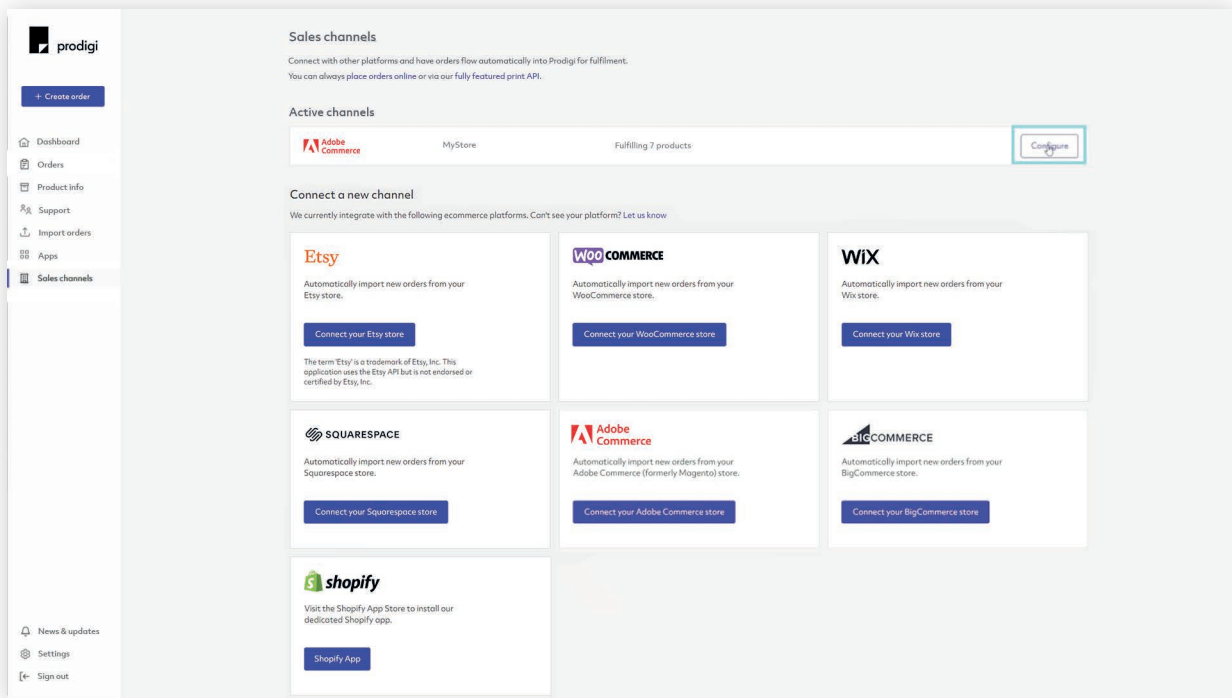 prodigi
+ Create order
Dashboard
Orders
Product info
Support
Import orders
Apps
Sales channels
News & updates
Settings
Sign out
Sales channels
Connect with other platforms and have orders flow automatically into Prodigi for fulfilment.
You can always place orders online or via our fully featured print API.
Active channels
Adobe
Commerce
MyStore
Fulfilling 7 products
Configure
Connect a new channel
We currently integrate with the following ecommerce platforms. Can't see your platform? Let us know
Etsy
Automatically import new orders from your
Etsy store.
Connect your Etsy store
The term 'Etsy' is a trademark of Etsy, Inc. This
application uses the Etsy API but is not endorsed or
certified by Etsy, Inc.
WOO COMMERCE
Automatically import new orders from your
WooCommerce store.
Connect your WooCommerce store
WiX
Automatically import new orders from your
Wix store.
Connect your Wix store
SQUARESPACE
Automatically import new orders from your
Squarespace store.
Connect your Squarespace store
Adobe
Commerce
Automatically import new orders from your
Adobe Commerce (formerly Magento) store.
Connect your Adobe Commerce store
BIGCOMMERCE
Automatically import new orders from your
BigCommerce store.
Connect your BigCommerce store
shopify
Visit the Shopify App Store to install our
dedicated Shopify app.
Shopify App